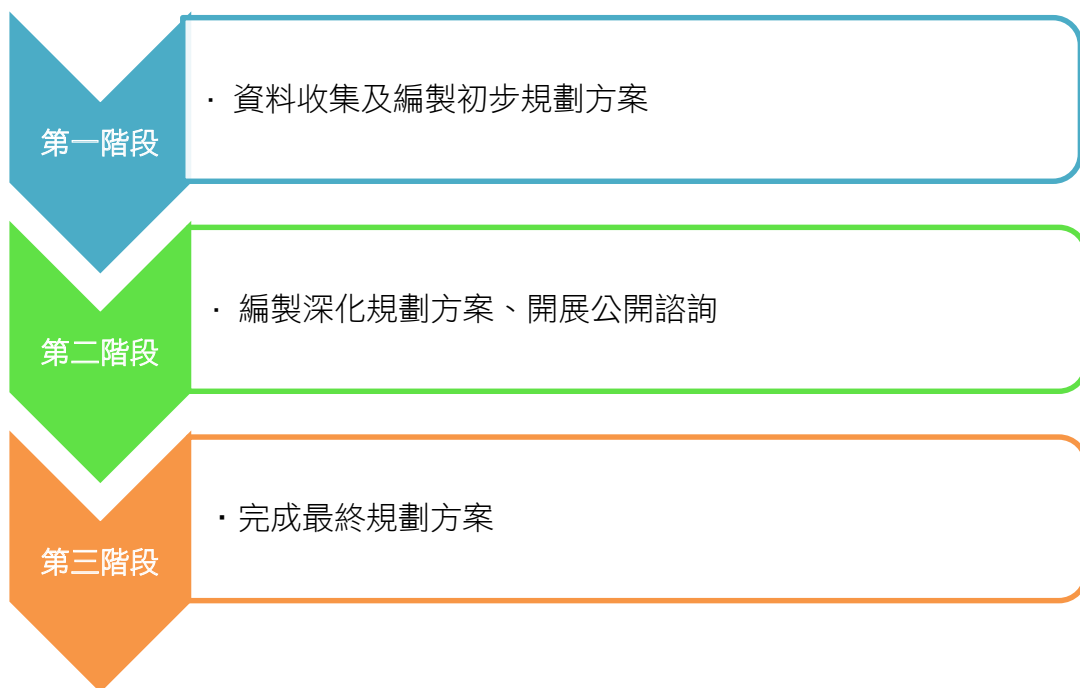 第一階段
· 資料收集及編製初步規劃方案
第二階段
· 編製深化規劃方案、開展公開諮詢
第三階段
· 完成最終規劃方案